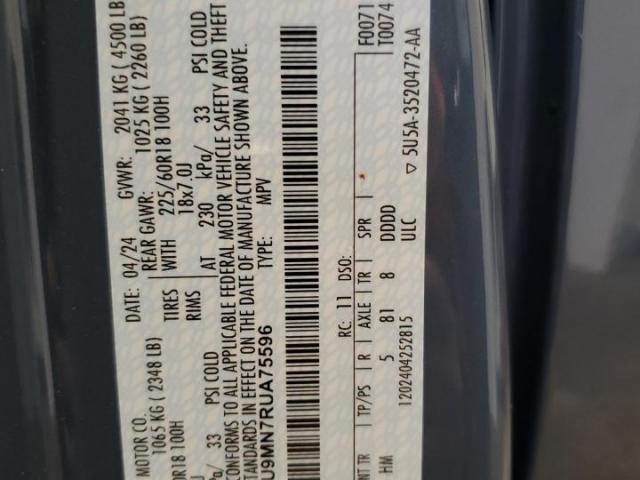 MOTOR CO. 04/24 GVWR: 2041 KG ( 4500 LB
1065 KG ( 2348 LB) REAR GAWR: 1025 KG ( 2260 LB)
R18 100H TIRES WITH 225/60R18 100H
J RIMS 18x7.0J
/ 33 PSI COLD AT 230 kPa/ 33 PSI COLD
CONFORMS TO ALL APPLICABLE FEDERAL MOTOR VEHICLE SAFETY AND THEFT
STANDARDS IN EFFECT ON THE DATE OF MANUFACTURE SHOWN ABOVE.
U9MN7RUA75596 TYPE: MPV
F0071
RC: 11 DSO: T0074
NT TR TP/PS R AXLE TR SPR
HM 5 81 8 DDDD
1202404252815 ULC ▽ 5U5A-3520472-AA